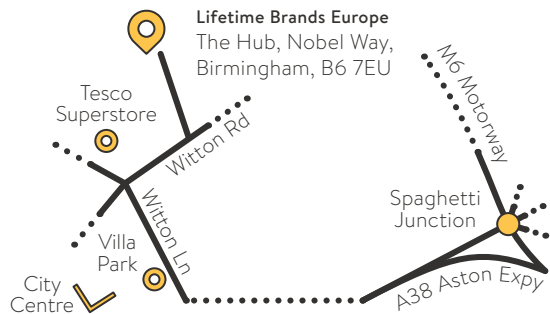 Lifetime Brands Europe
The Hub, Nobel Way,
Birmingham, B6 7EU
M6 Motorway
Tesco
Superstore
Witton Rd
Witton Ln
Spaghetti
Junction
Villa
Park
City
Centre
A38 Aston Expy